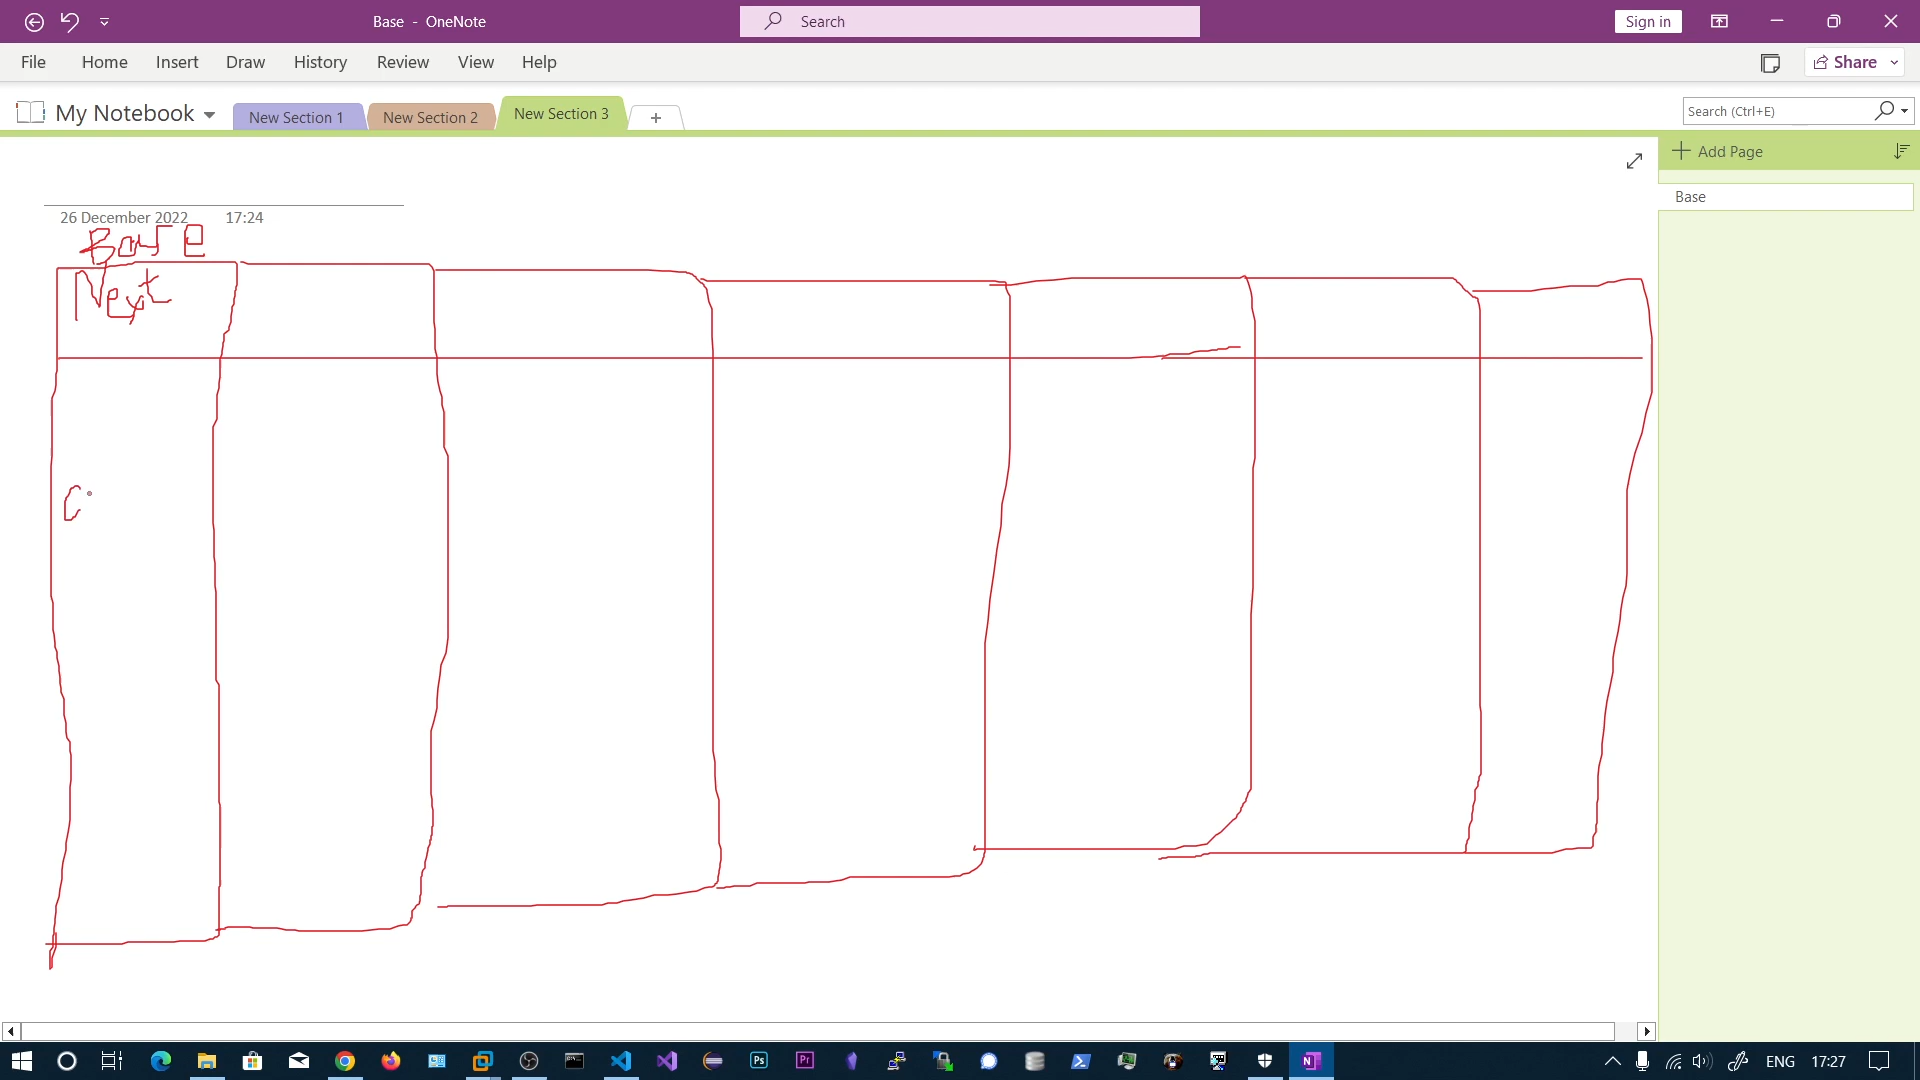 Base - OneNote
Search
Sign in
File Home Insert Draw History Review View Help
Share
My Notebook
New Section 1
New Section 2
New Section 3
Search (Ctrl+E)
Add Page
Base
26 December 2022 17:24
Base
Next
C
ENG
17:27